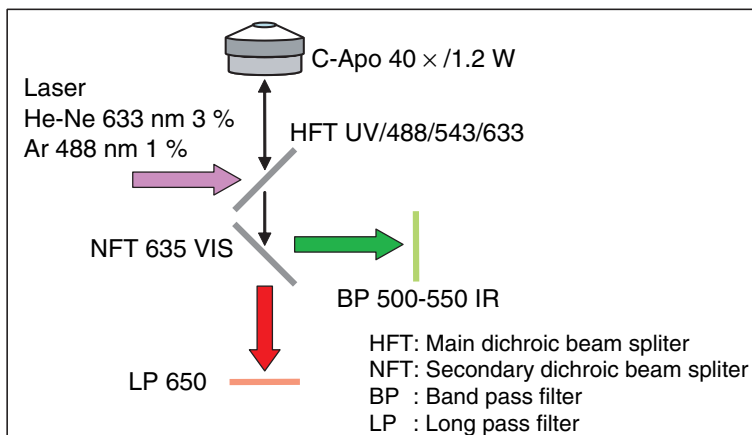 C-Apo 40 × /1.2 W
Laser
He-Ne 633 nm 3 %
Ar 488 nm 1 %
HFT UV/488/543/633
NFT 635 VIS
BP 500-550 IR
LP 650
HFT: Main dichroic beam spliter
NFT: Secondary dichroic beam spliter
BP : Band pass filter
LP : Long pass filter